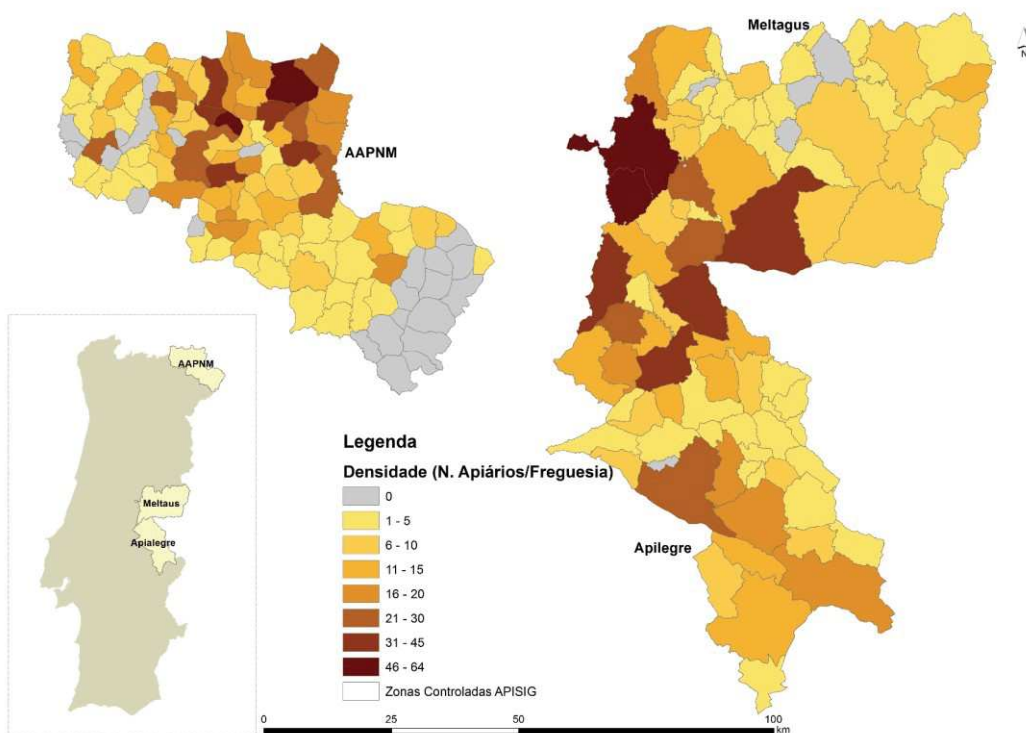 Meltagus
N
AAPNM
AAPNM
Meltaus
Apialegre
Legenda
Densidade (N. Apiários/Freguesia)
0
1 - 5
6 - 10
11 - 15
16 - 20
21 - 30
31 - 45
46 - 64
Zonas Controladas APISIG
Apilegre
0 25 50 100
km